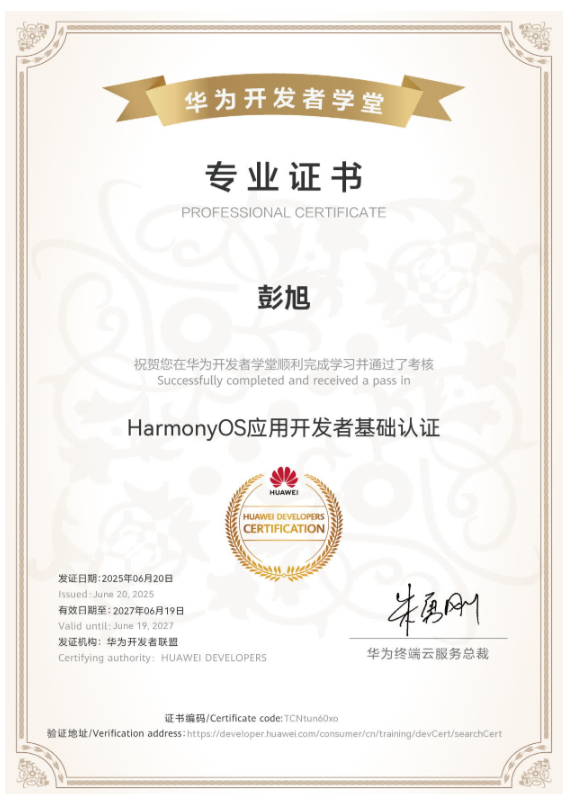 华为开发者学堂
专业证书
PROFESSIONAL CERTIFICATE
彭旭
祝贺您在华为开发者学堂顺利完成学习并通过了考核
Successfully completed and received a pass in
HarmonyOS应用开发者基础认证
HUAWEI
HUAWEI DEVELOPERS
CERTIFICATION
发证日期:2025年06月20日
Issued:June 20, 2025
有效日期至:2027年06月19日
Valid until:June 19, 2027
发证机构: 华为开发者联盟
Certifying authority: HUAWEI DEVELOPERS
朱勇刚
华为终端云服务总裁
证书编码/Certificate code:TCNtun60xo
验证地址/Verification address:https://developer.huawei.com/consumer/cn/training/devCert/searchCert